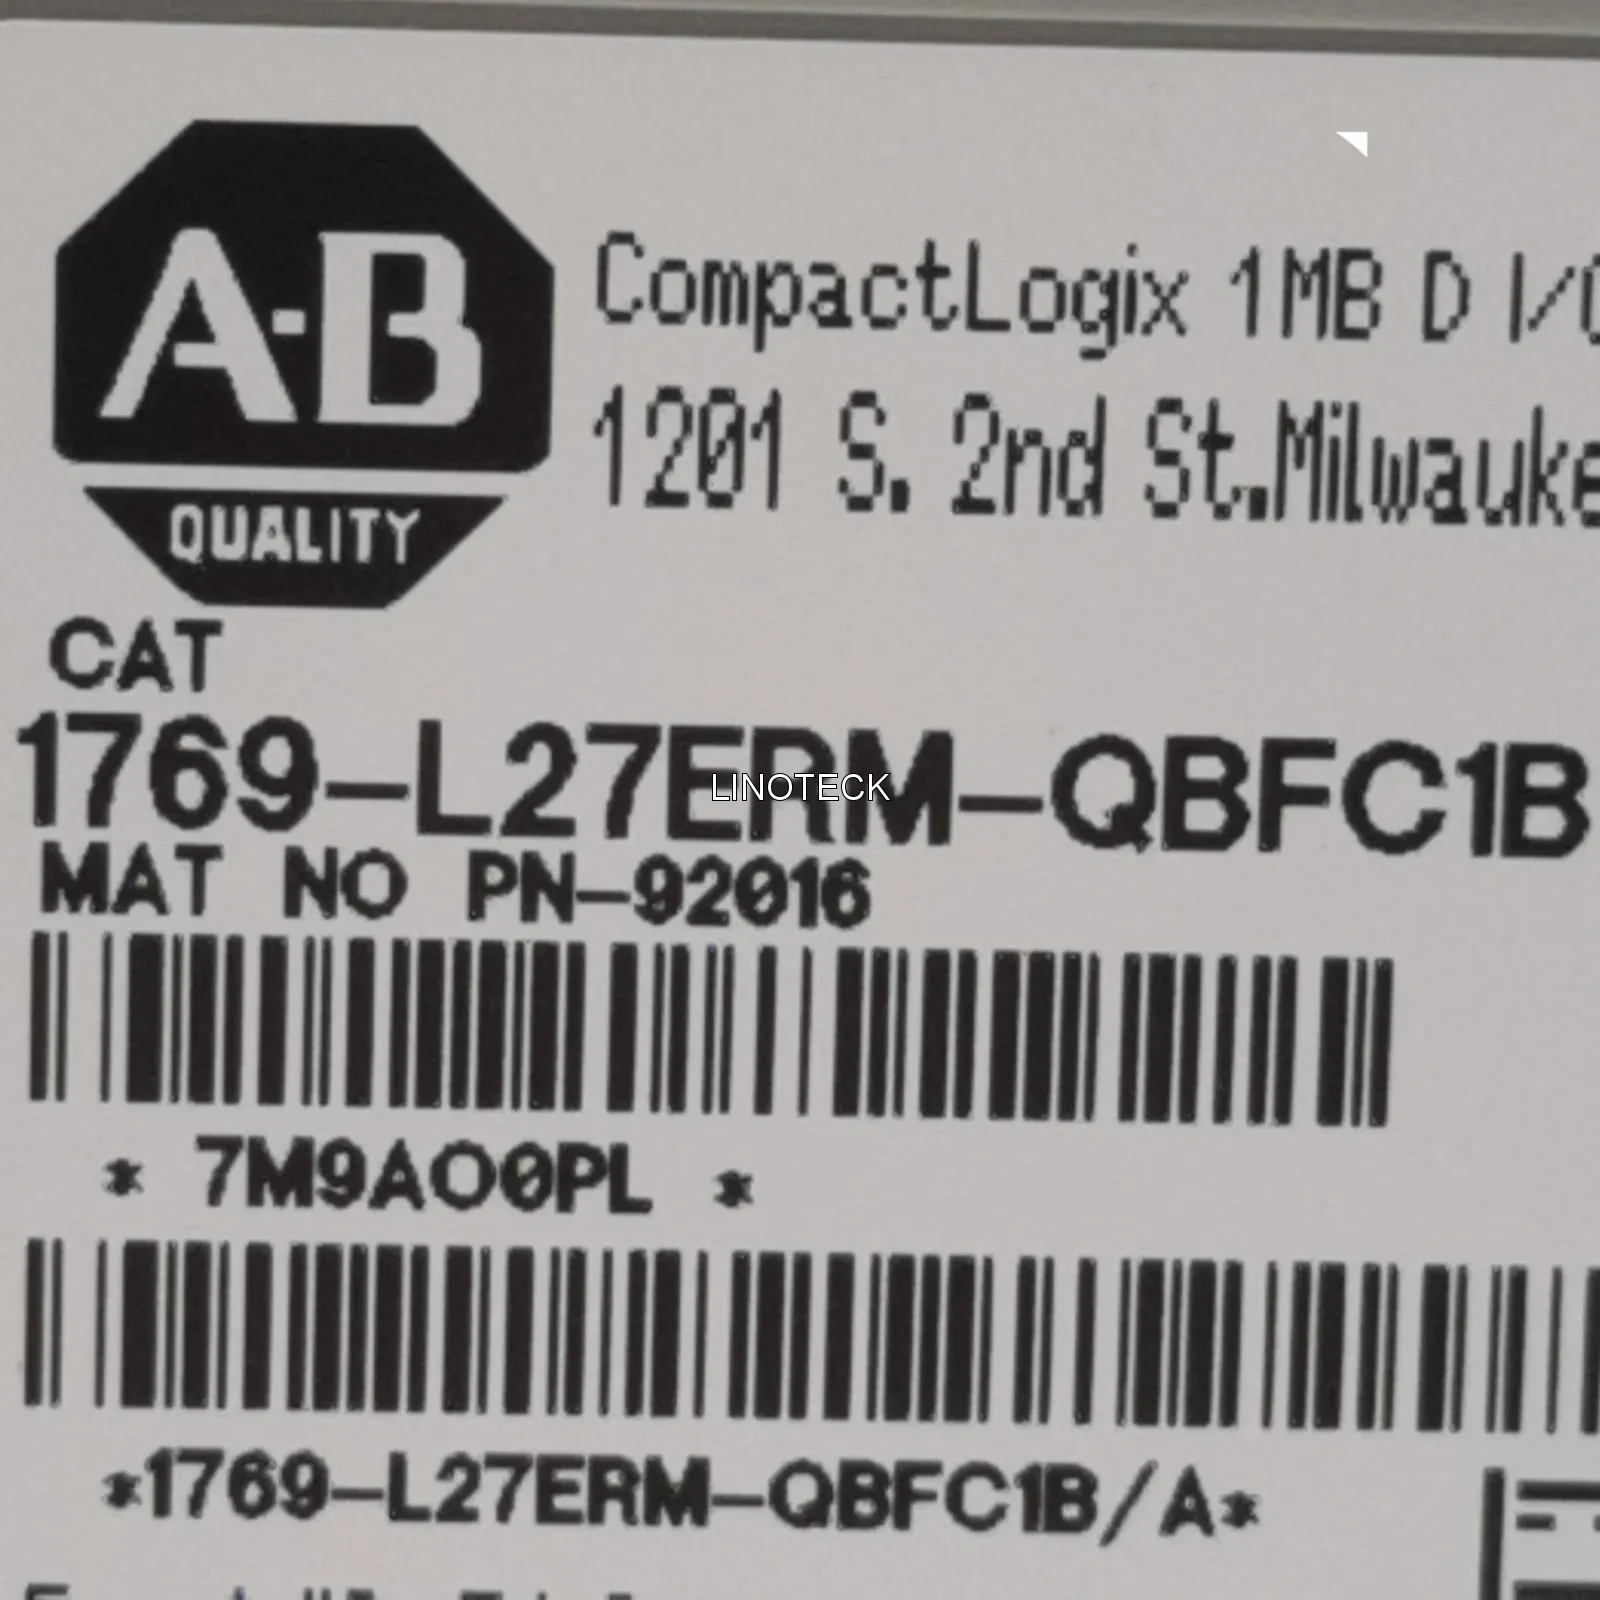 A-B
QUALITY
CompactLogix 1MB D I/O
1201 S. 2nd St.Milwauke
CAT
1769-L27ERM-QBFC1B
LINOTECK
MAT NO PN-92016
* 7M9AO0PL *
*1769-L27ERM-QBFC1B/A*